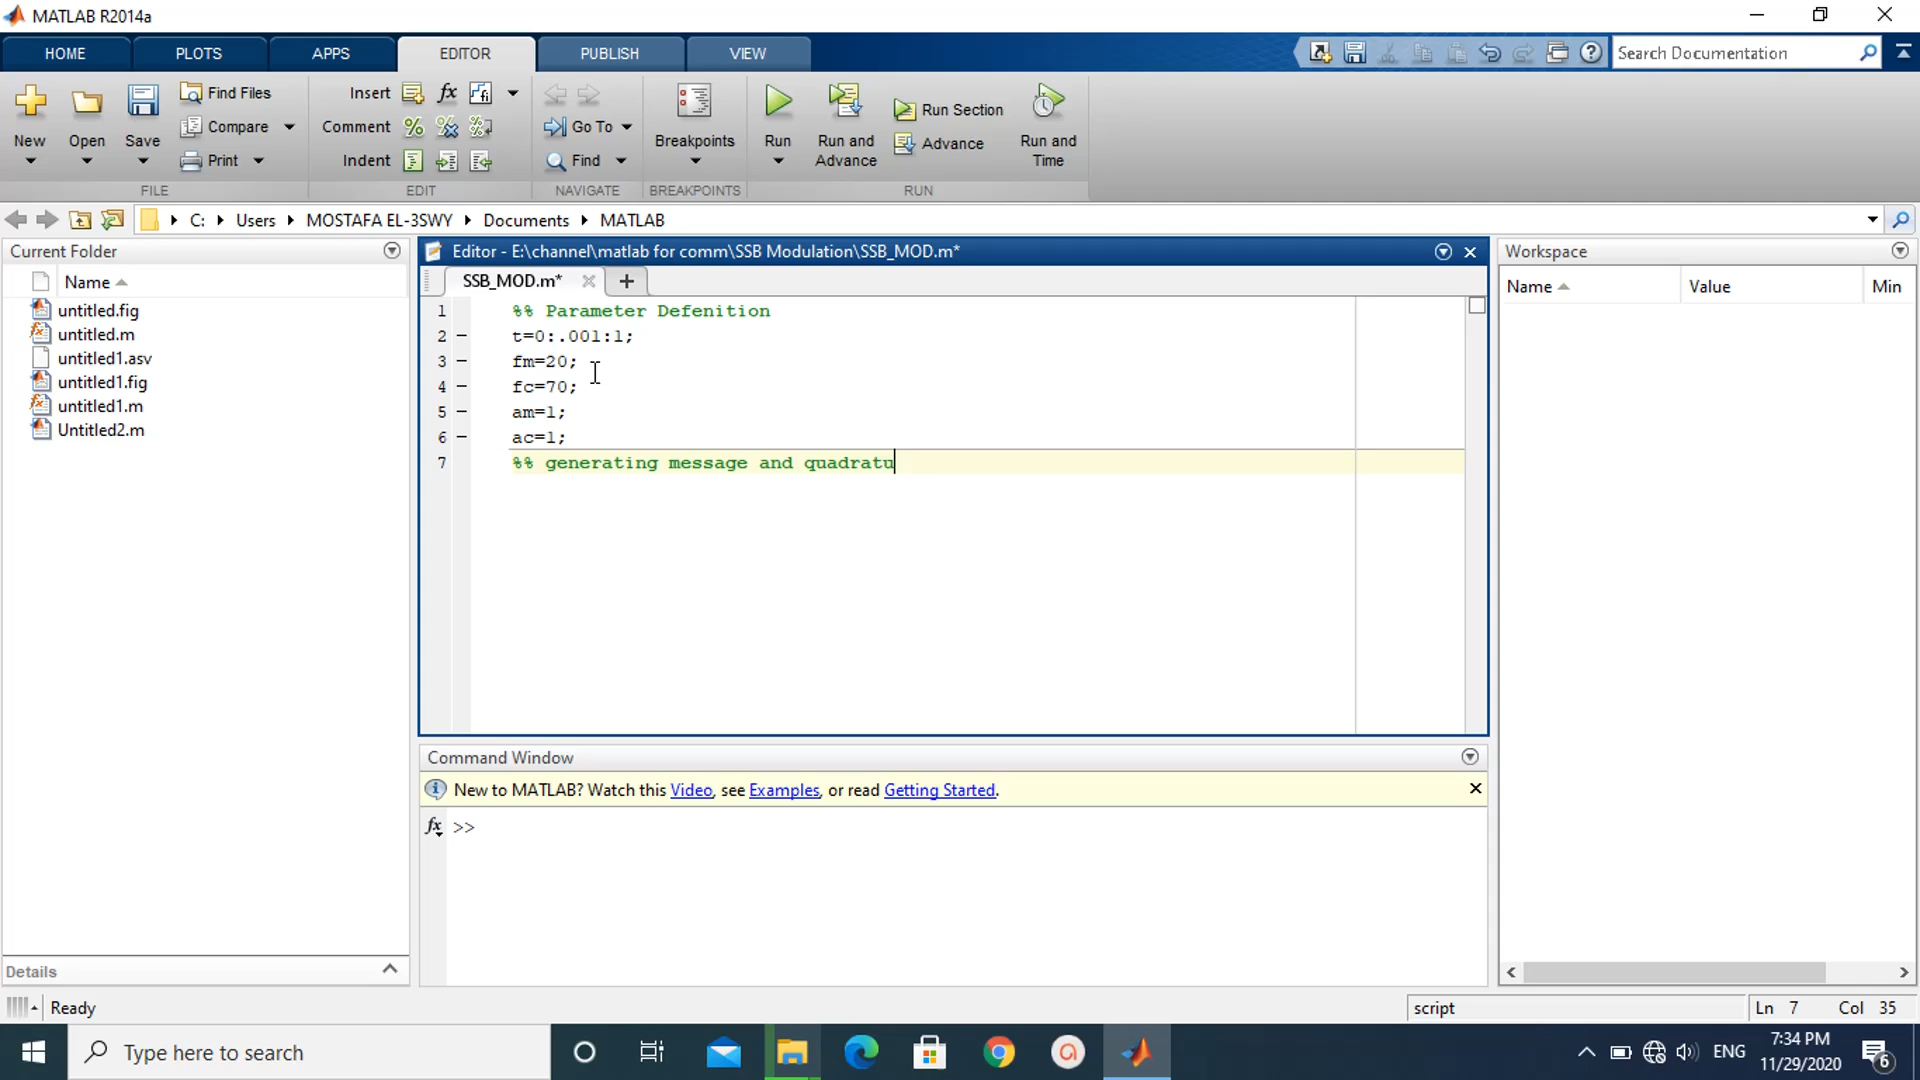 MATLAB R2014a
HOME PLOTS APPS EDITOR PUBLISH VIEW
Search Documentation
New Open Save
Find Files
Compare
Print
FILE
Insert fx
Comment
Indent
EDIT
Go To
Find
NAVIGATE
Breakpoints
BREAKPOINTS
Run
Run and Advance
Run Section
Advance
Run and Time
RUN
C: Users MOSTAFA EL-3SWY Documents MATLAB
Current Folder
Name
untitled.fig
untitled.m
untitled1.asv
untitled1.fig
untitled1.m
Untitled2.m
Details
Editor - E:\channel\matlab for comm\SSB Modulation\SSB_MOD.m*
SSB_MOD.m*
1 %% Parameter Defenition
2 t=0:.001:1;
3 fm=20;
4 fc=70;
5 am=1;
6 ac=1;
7 %% generating message and quadratu
Command Window
New to MATLAB? Watch this Video, see Examples, or read Getting Started.
fx >>
Workspace
Name Value Min
Ready
script Ln 7 Col 35
Type here to search
ENG
7:34 PM
11/29/2020
6